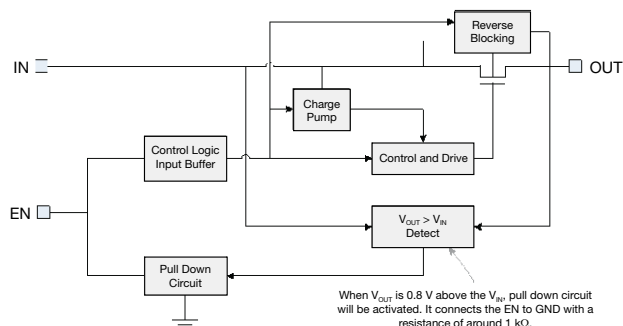 Reverse
Blocking
IN
OUT
Charge
Pump
Control Logic
Input Buffer
Control and Drive
EN
VOUT > VIN
Detect
Pull Down
Circuit
When VOUT is 0.8 V above the VIN, pull down circuit
will be activated. It connects the EN to GND with a
resistance of around 1 kΩ.